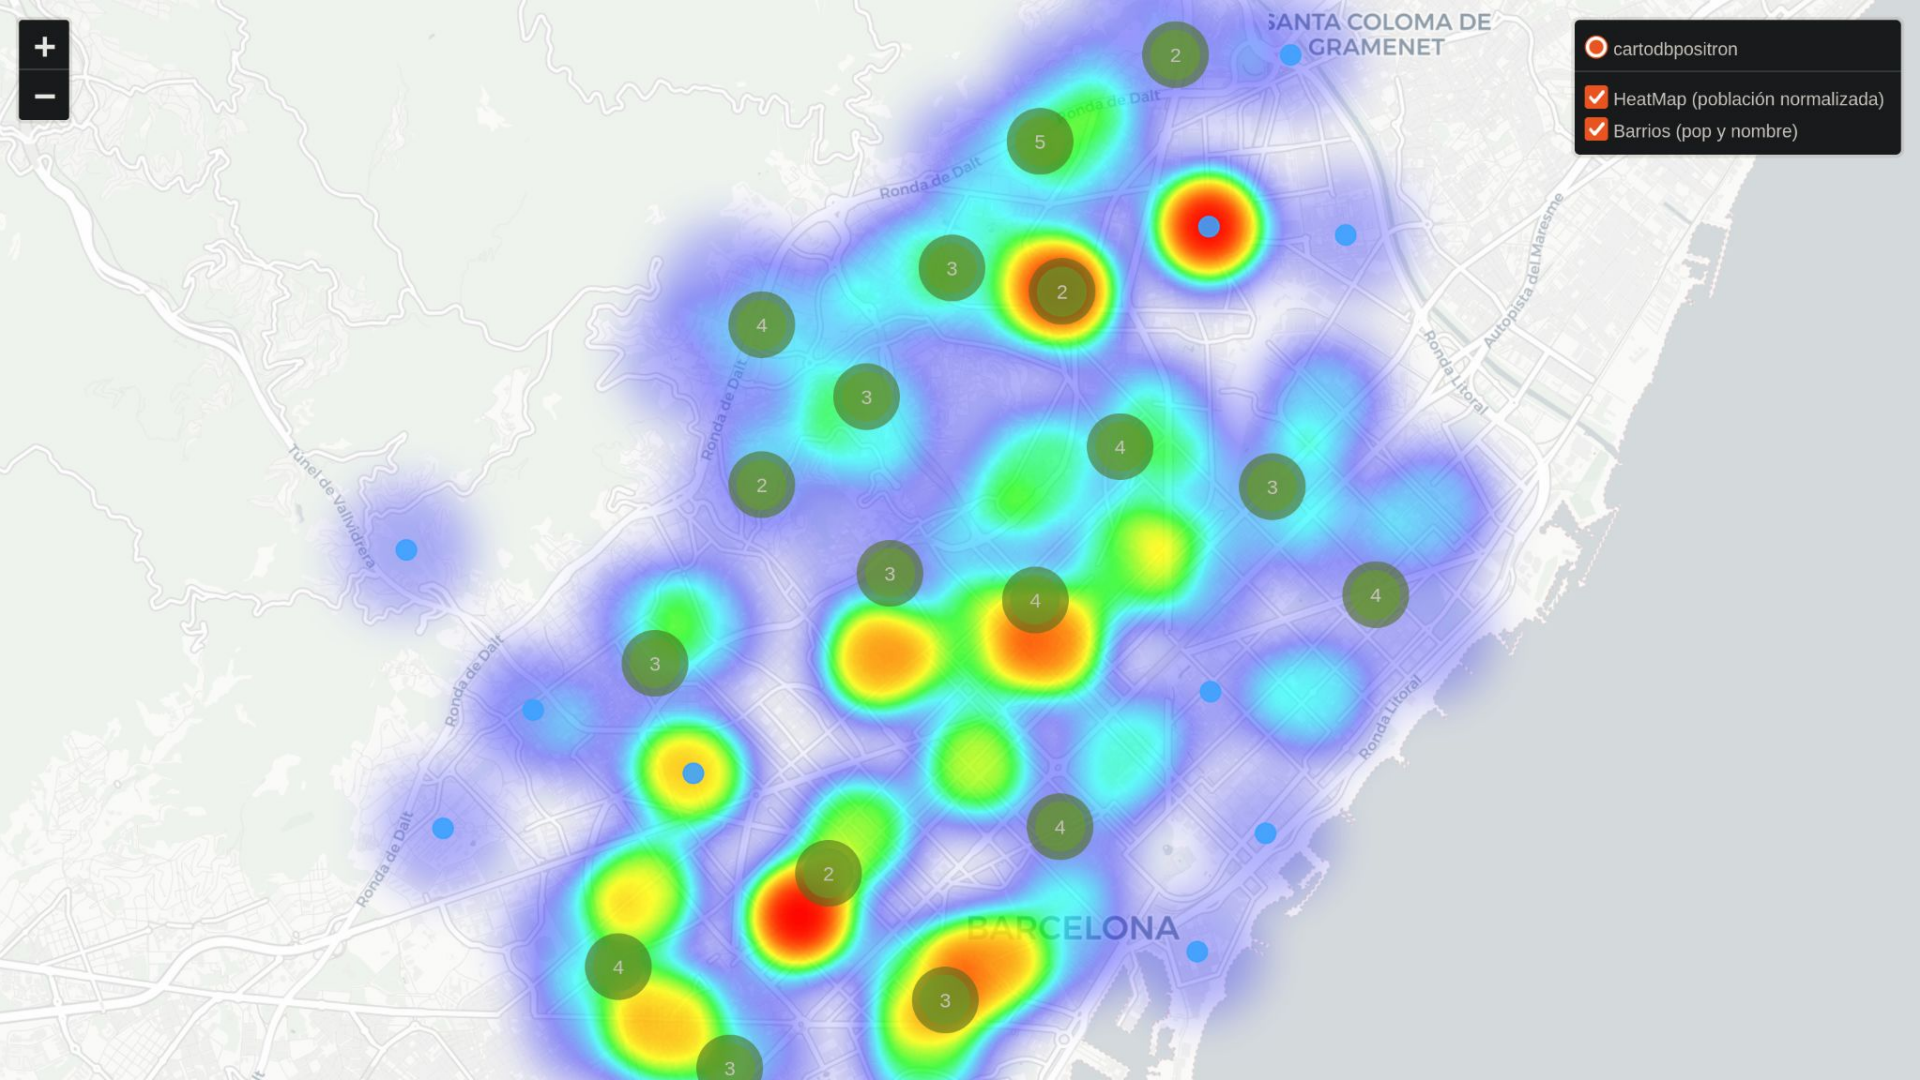 +
−
SANTA COLOMA DE
GRAMENET
cartodbpositron
HeatMap (población normalizada)
Barrios (pop y nombre)
2
Ronda de Dalt
5
Ronda de Dalt
3
2
4
Autopista del Maresme
Ronda de Dalt
3
Ronda Litoral
4
2
3
Túnel de Vallvidrera
3
4
4
3
Ronda de Dalt
Ronda Litoral
4
Ronda de Dalt
2
BARCELONA
4
3
3